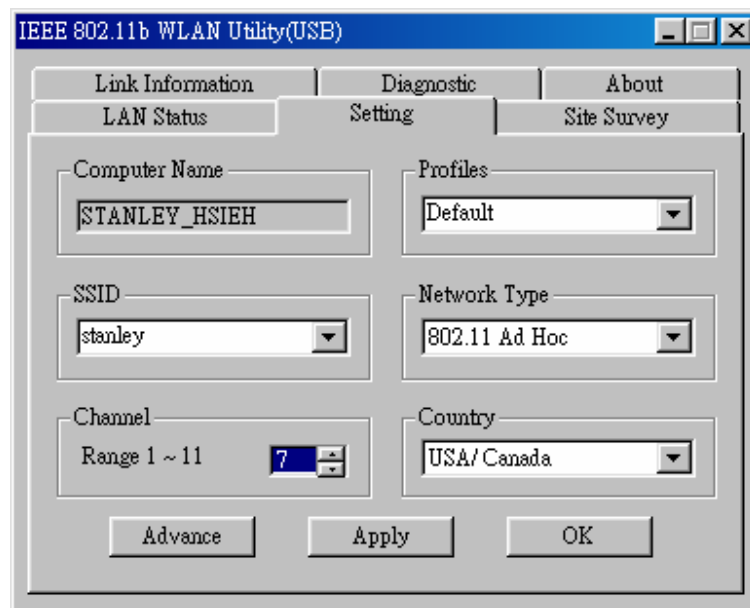 IEEE 802.11b WLAN Utility(USB)
Link Information
Diagnostic
About
LAN Status
Setting
Site Survey
Computer Name
STANLEY_HSIEH
Profiles
Default
SSID
stanley
Network Type
802.11 Ad Hoc
Channel
Range 1 ~ 11
7
Country
USA/ Canada
Advance
Apply
OK